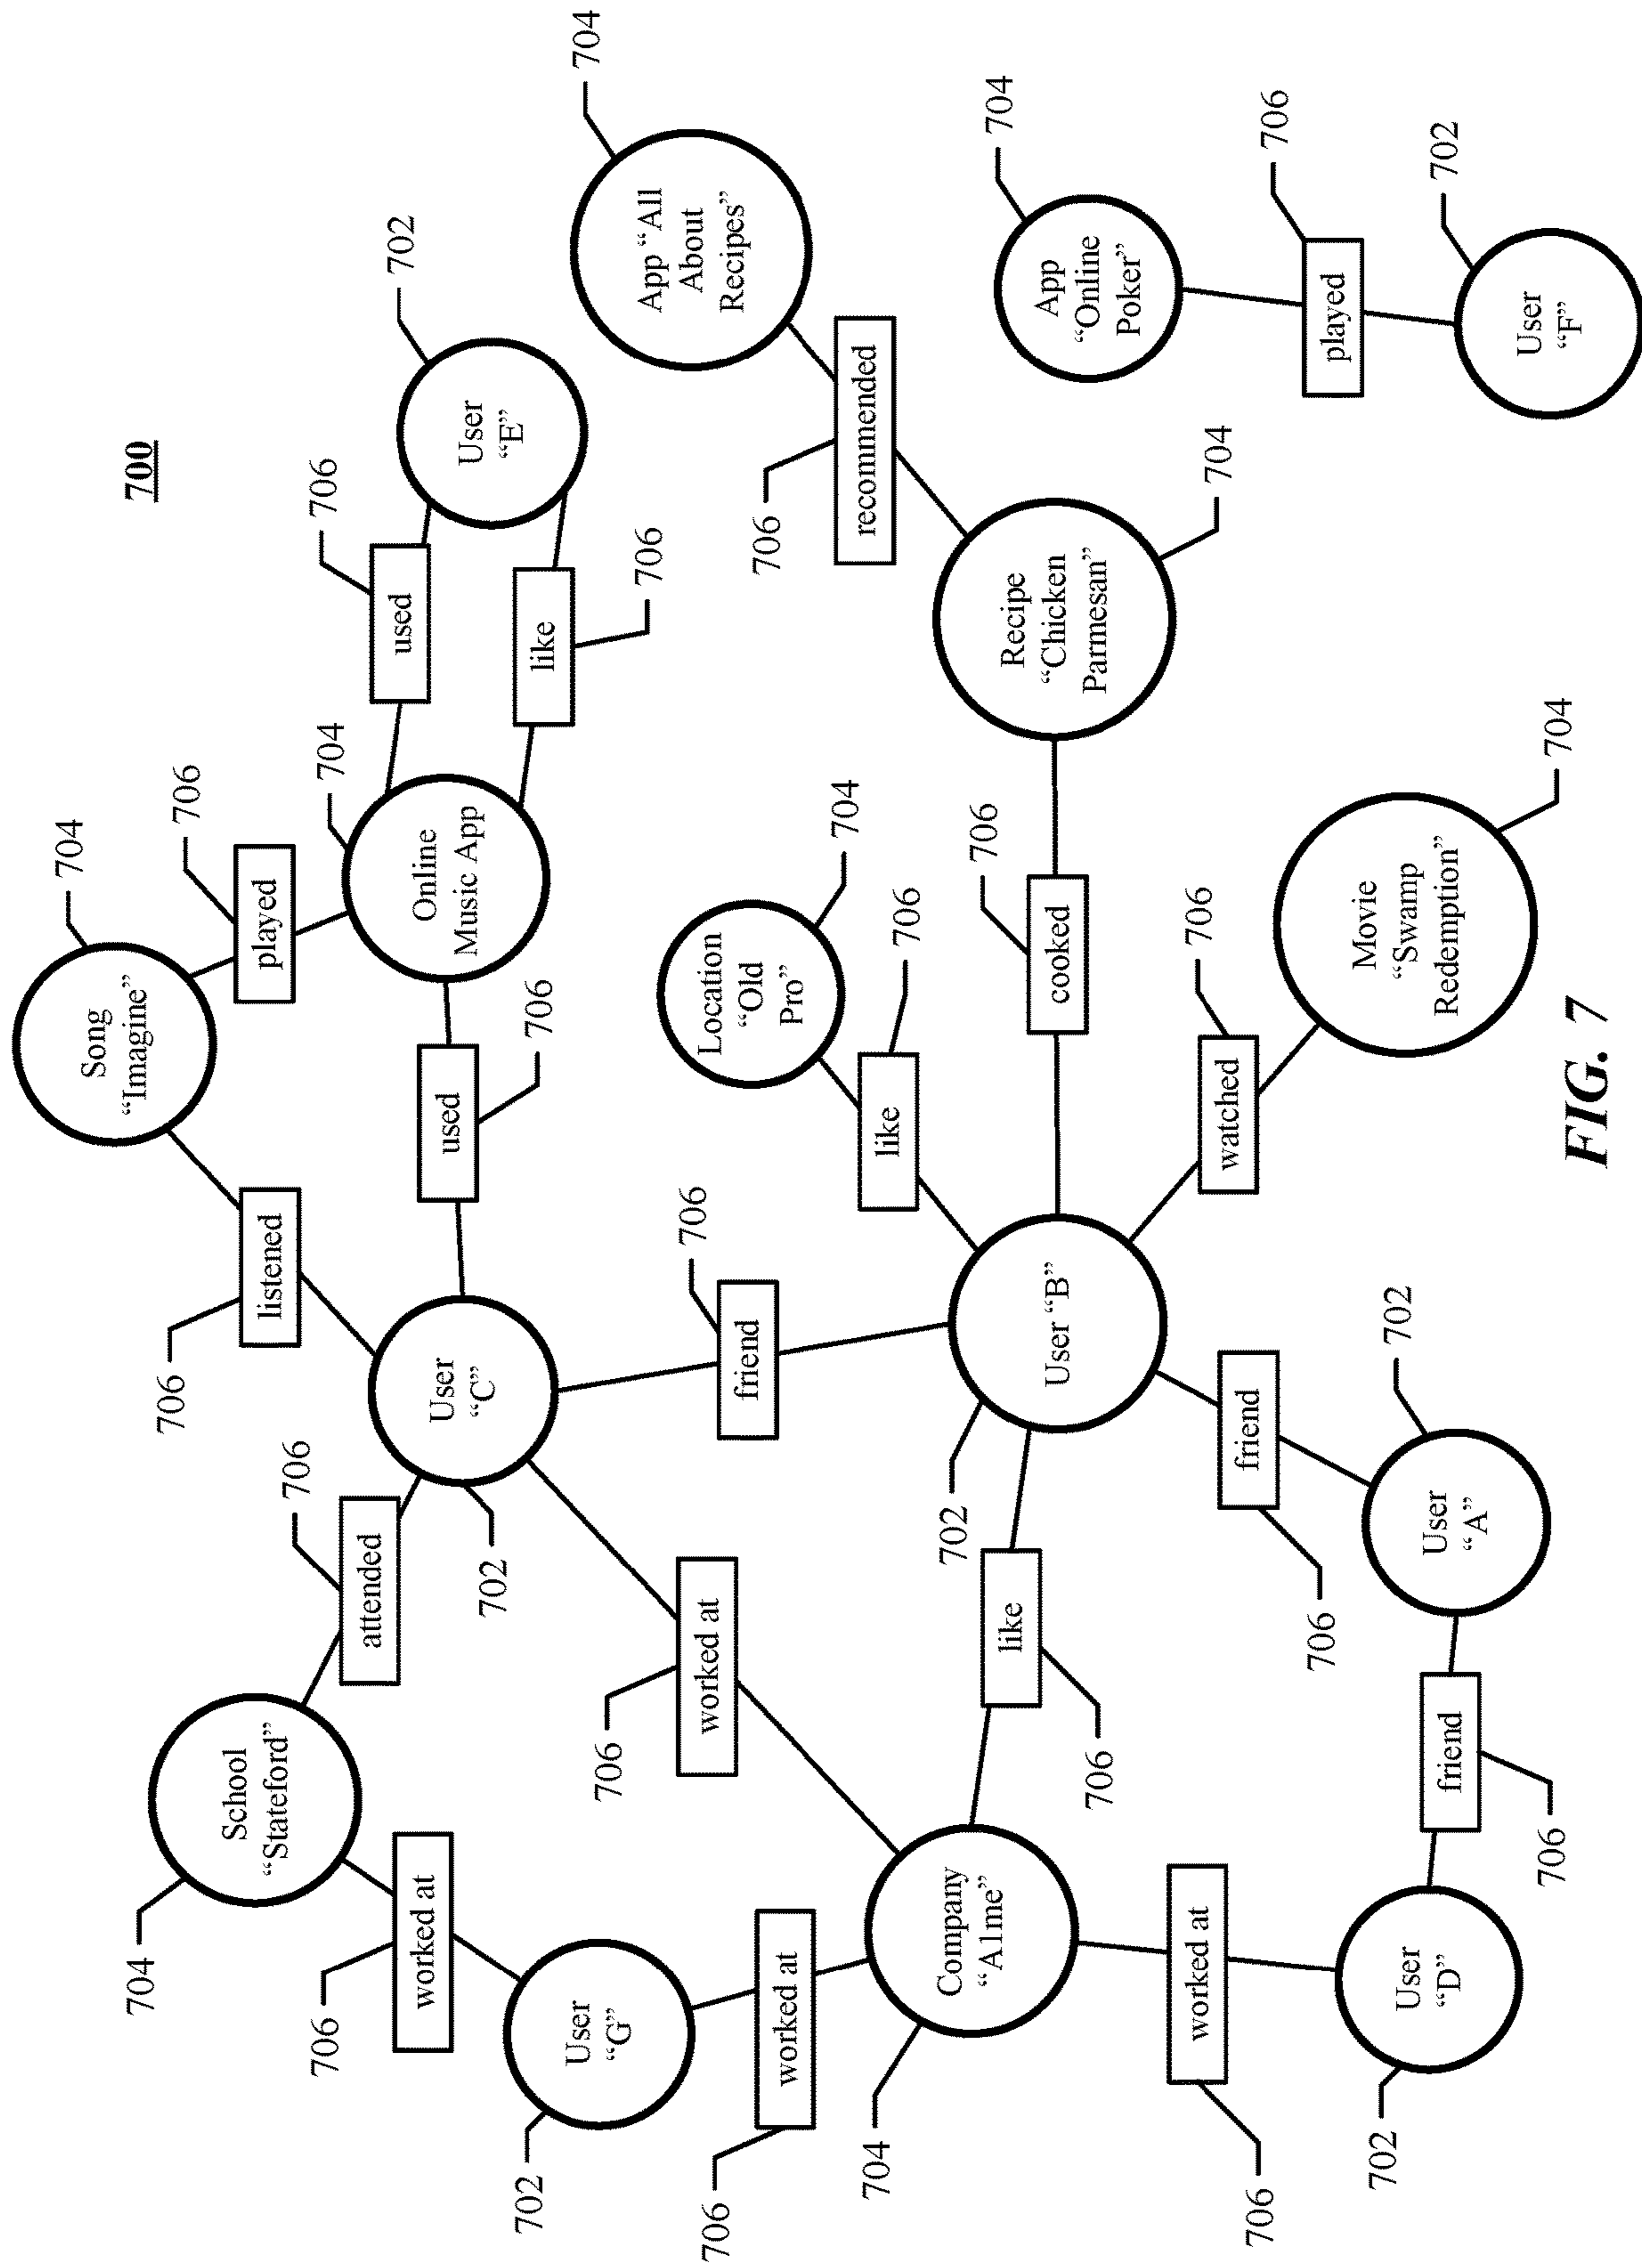 700
704
Song
“Imagine”
704
706
706
706
listened
played
School
“Stateford”
706
attended
706
702
706
used
worked at
User
“C”
used
706
Online
Music App
704
User
“E”
702
702
706
like
706
User
“G”
702
706
worked at
706
friend
706
706
worked at
Location
“Old
Pro”
704
App “All
About
Recipes”
704
706
recommended
704
Company
“Alme”
like
706
like
706
702
User “B”
706
cooked
Recipe
“Chicken
Parmesan”
704
App
“Online
Poker”
704
worked at
706
friend
706
706
watched
706
played
702
User
“D”
friend
706
User
“A”
702
Movie
“Swamp
Redemption”
704
User
“F”
702
FIG. 7